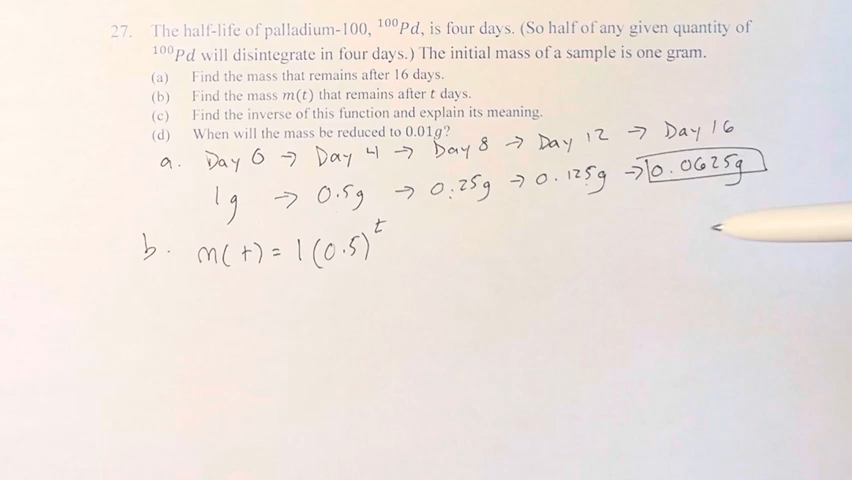 27. The half-life of palladium-100, ¹⁰⁰Pd, is four days. (So half of any given quantity of
¹⁰⁰Pd will disintegrate in four days.) The initial mass of a sample is one gram.
(a) Find the mass that remains after 16 days.
(b) Find the mass m(t) that remains after t days.
(c) Find the inverse of this function and explain its meaning.
(d) When will the mass be reduced to 0.01g?
a. Day 0 → Day 4 → Day 8 → Day 12 → Day 16
1g → 0.5g → 0.25g → 0.125g → 0.0625g
b. m(t) = 1(0.5)ᵗ